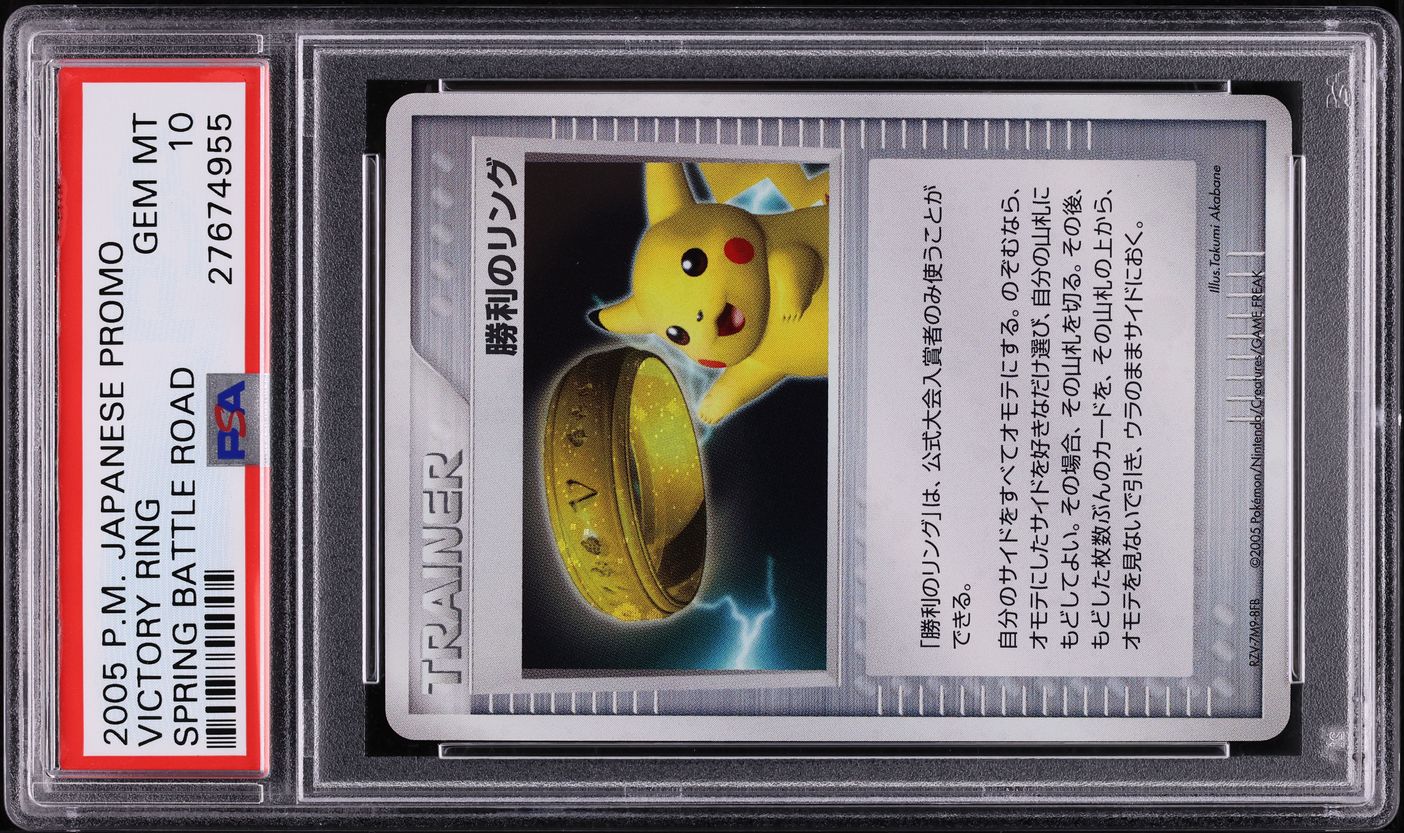 2005 P.M. JAPANESE PROMO
VICTORY RING GEM MT
SPRING BATTLE ROAD 10
PSA 27674955
TRAINER
勝利のリング
V
「勝利のリング」は、公式大会入賞者のみ使うことが
できる。
自分のサイドをすべてオモテにする。のぞむなら、
オモテにしたサイドを好きなだけ選び、自分の山札に
もどしてよい。その場合、その山札を切る。その後、
もどした枚数ぶんのカードを、その山札の上から、
オモテを見ないで引き、ウラのままサイドにおく。
Illus.Takumi Akabane
RZV-7M9-8FB ©2005 Pokémon/Nintendo/Creatures/GAME FREAK